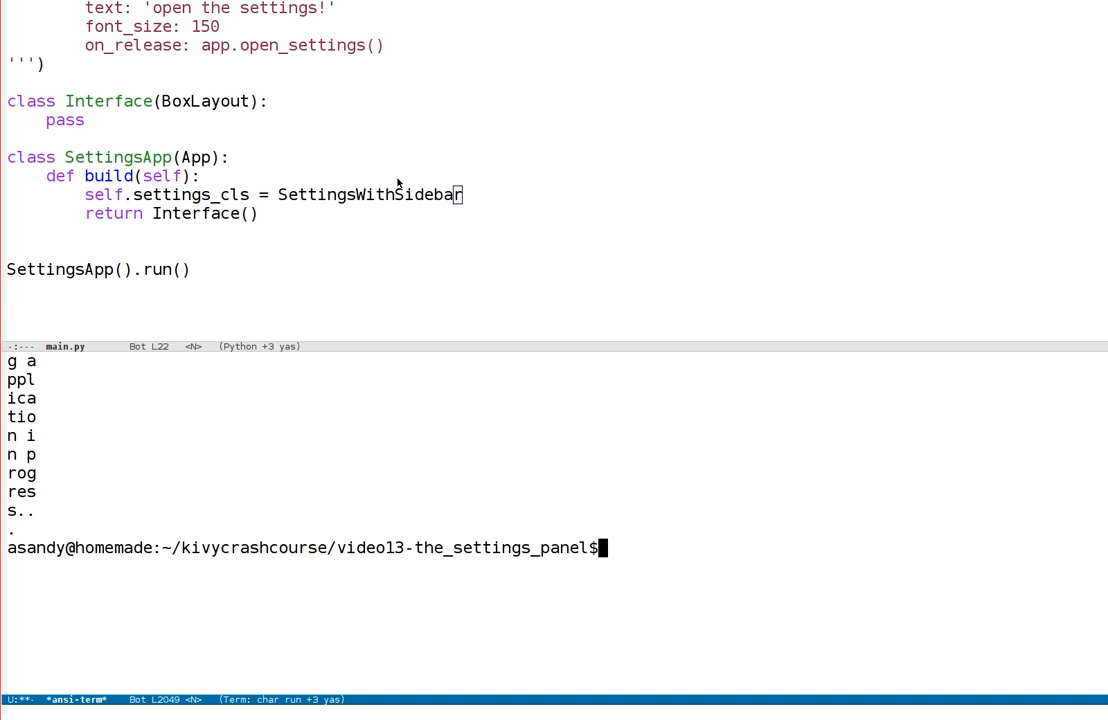 text: 'open the settings!'
        font_size: 150
        on_release: app.open_settings()
''')
class Interface(BoxLayout):
    pass
class SettingsApp(App):
    def build(self):
        self.settings_cls = SettingsWithSidebar
        return Interface()
SettingsApp().run()
-:--- main.py Bot L22 <N> (Python +3 yas)
g a
ppl
ica
tio
n i
n p
rog
res
s..
.
asandy@homemade:~/kivycrashcourse/video13-the_settings_panel$
U:**- *ansi-term* Bot L2049 <N> (Term: char run +3 yas)